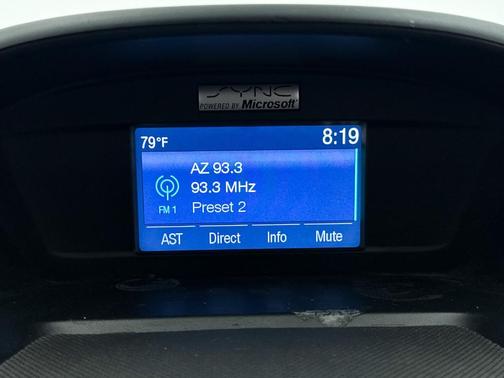 SYNC
POWERED BY Microsoft
79°F 8:19
AZ 93.3
93.3 MHz
FM 1 Preset 2
AST Direct Info Mute